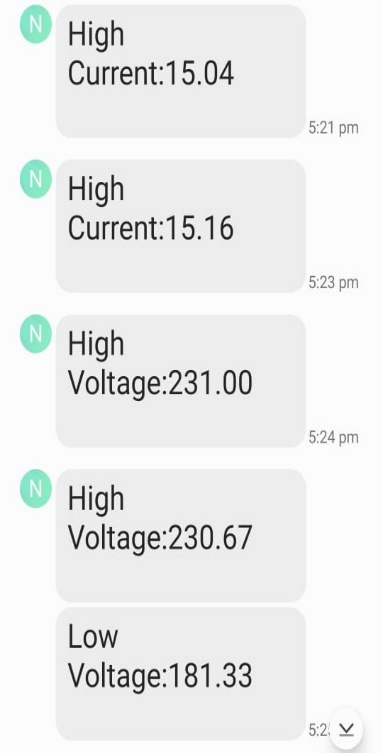 N
High
Current:15.04
5:21 pm
N
High
Current:15.16
5:23 pm
N
High
Voltage:231.00
5:24 pm
N
High
Voltage:230.67
Low
Voltage:181.33